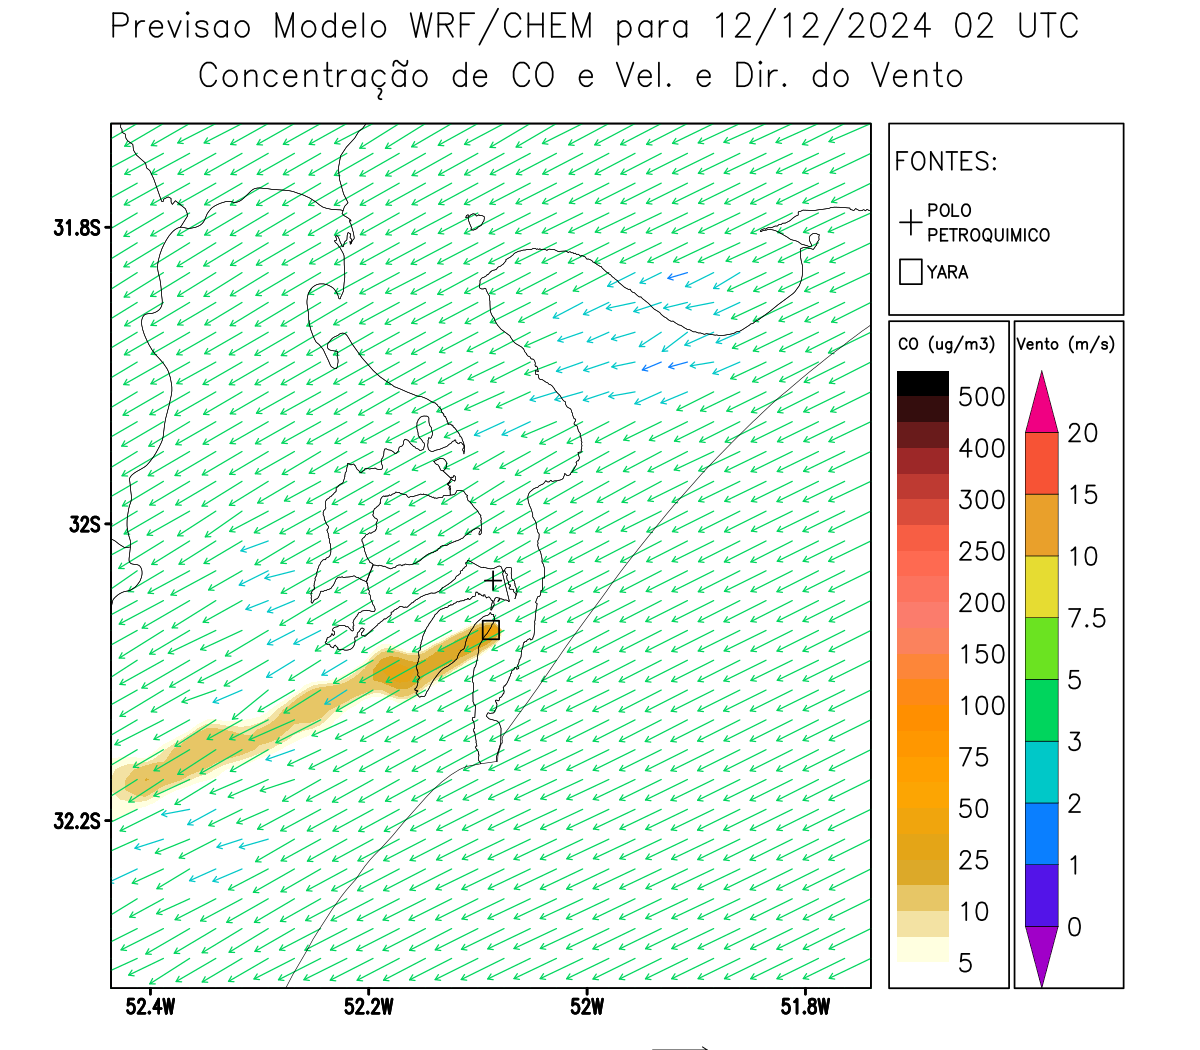 Previsao Modelo WRF/CHEM para 12/12/2024 02 UTC
Concentração de CO e Vel. e Dir. do Vento
FONTES:
POLO
PETROQUIMICO
YARA
CO (ug/m3)
500
400
300
250
200
150
100
75
50
25
10
5
Vento (m/s)
20
15
10
7.5
5
3
2
1
0
31.8S
32S
32.2S
52.4W
52.2W
52W
51.8W